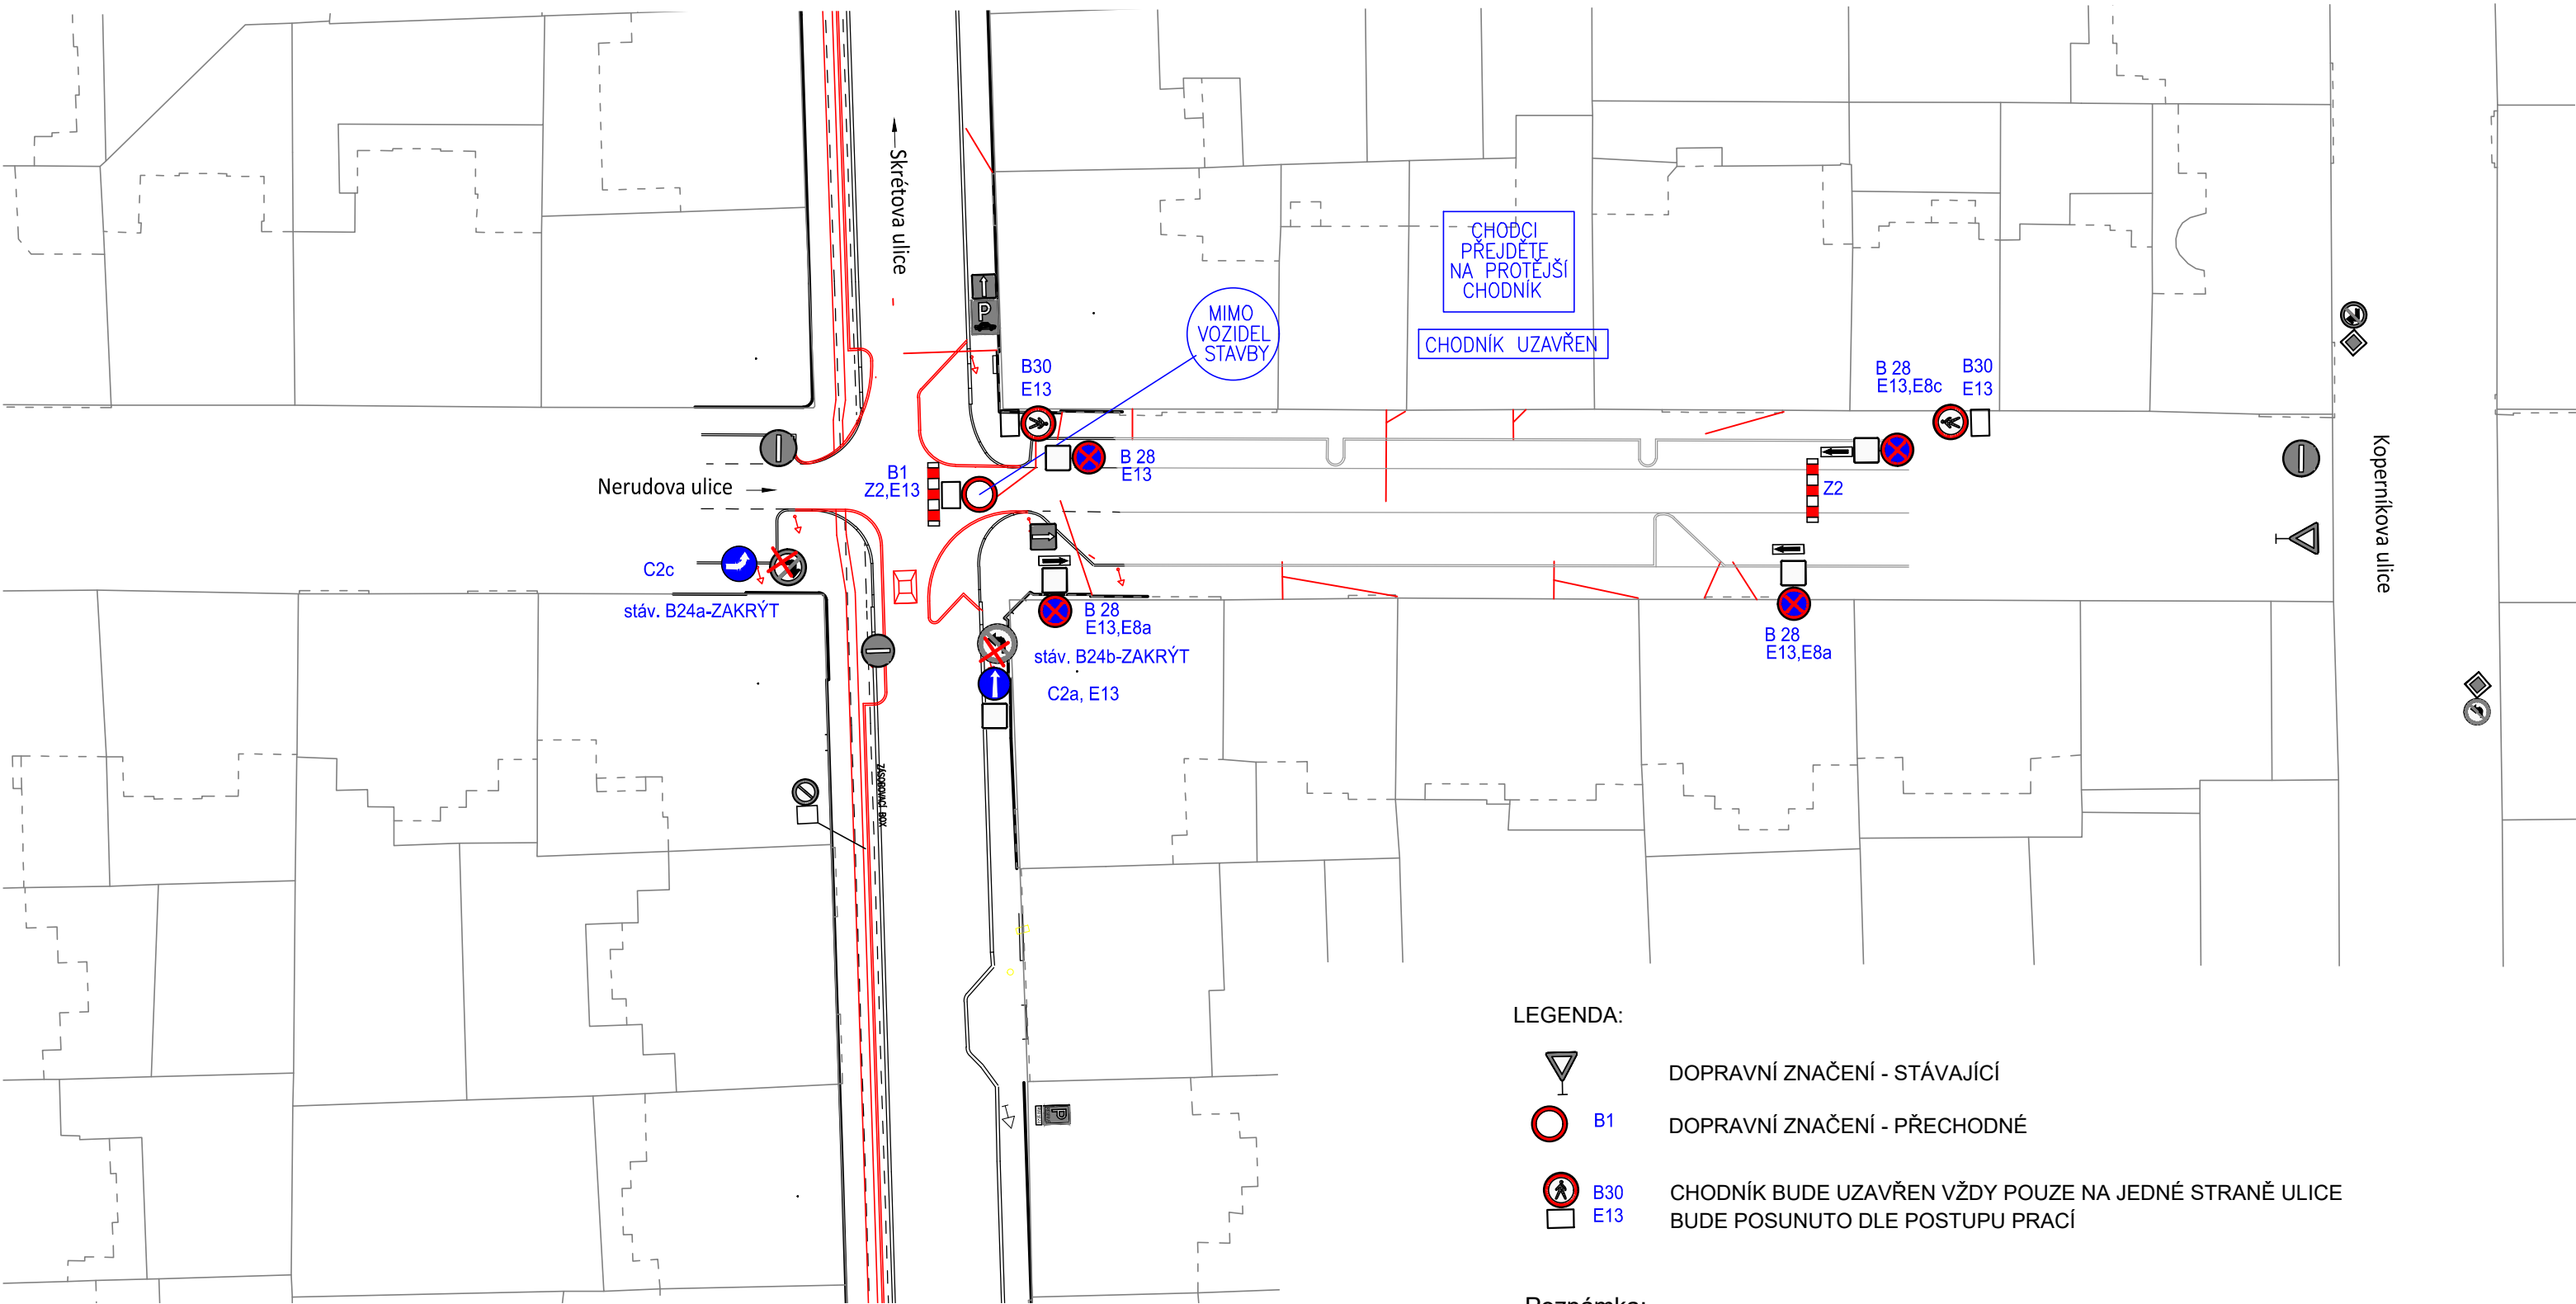 Skrétova ulice
CHODCI
PŘEJDĚTE
NA PROTĚJŠÍ
CHODNÍK
MIMO
VOZIDEL
STAVBY
CHODNÍK UZAVŘEN
P
B30
E13
B 28
E13,E8c
B30
E13
B 28
E13
B1
Z2,E13
Nerudova ulice
Z2
Koperníkova ulice
C2c
stáv. B24a-ZAKRÝT
B 28
E13,E8a
stáv. B24b-ZAKRÝT
C2a, E13
B 28
E13,E8a
ZÁSOBOVACÍ BOX
P
LEGENDA:
DOPRAVNÍ ZNAČENÍ - STÁVAJÍCÍ
B1
DOPRAVNÍ ZNAČENÍ - PŘECHODNÉ
B30
E13
CHODNÍK BUDE UZAVŘEN VŽDY POUZE NA JEDNÉ STRANĚ ULICE
BUDE POSUNUTO DLE POSTUPU PRACÍ
Poznámka: